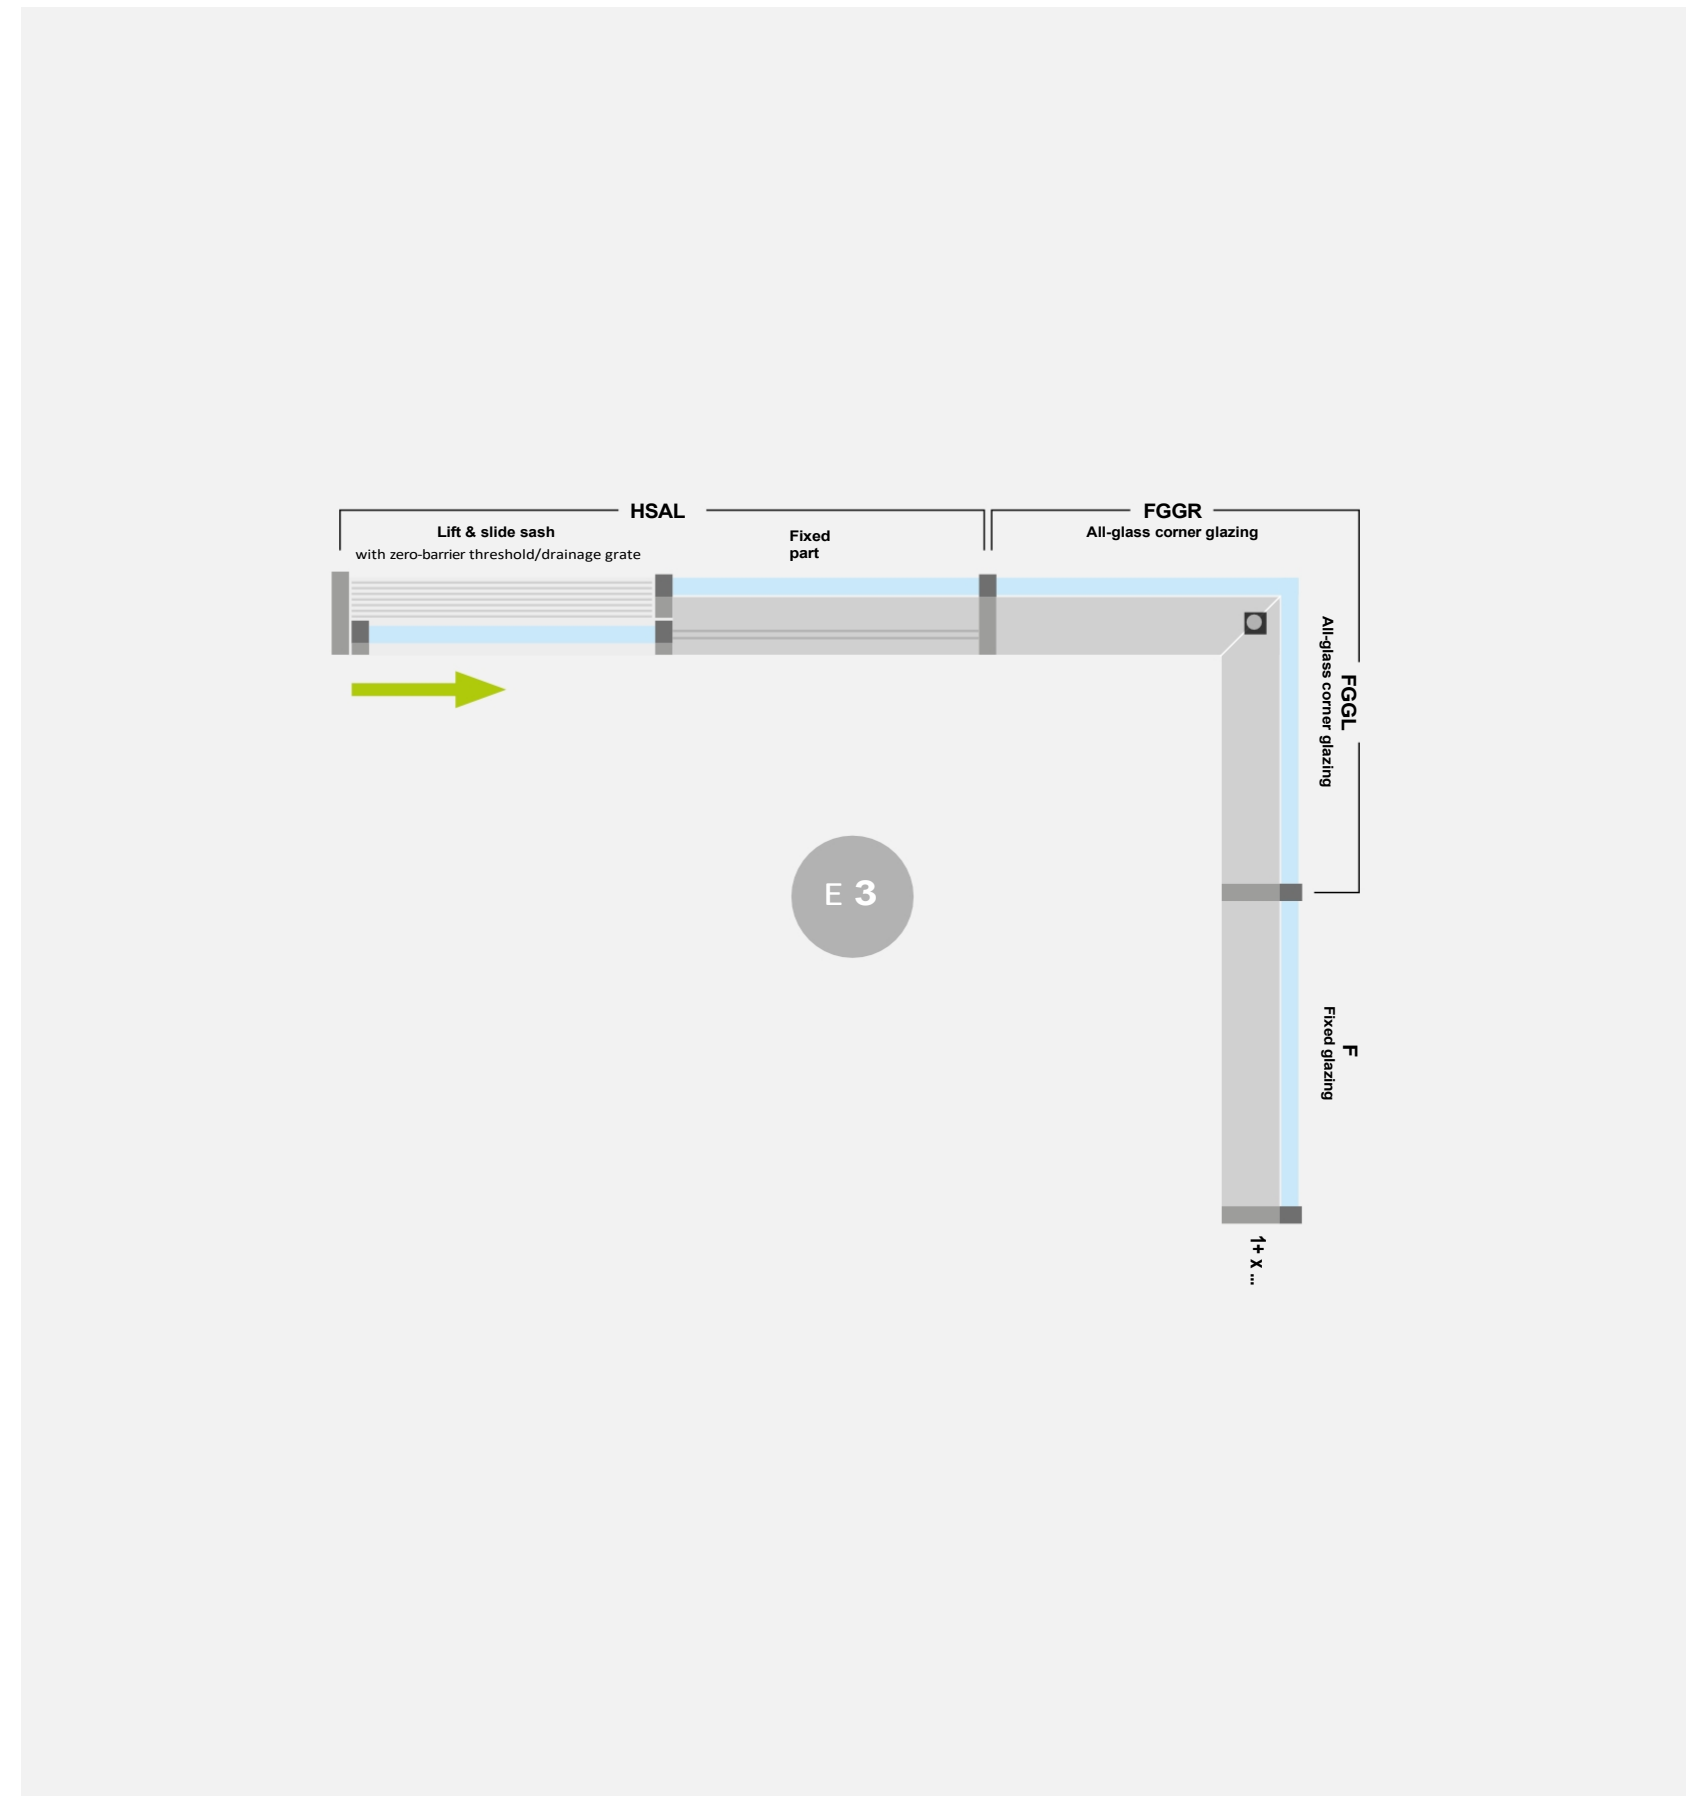 HSAL
FGGR
Lift & slide sash
with zero-barrier threshold/drainage grate
Fixed
part
All-glass corner glazing
All-glass corner glazing
FGGL
E 3
Fixed glazing
F
1+ x ...